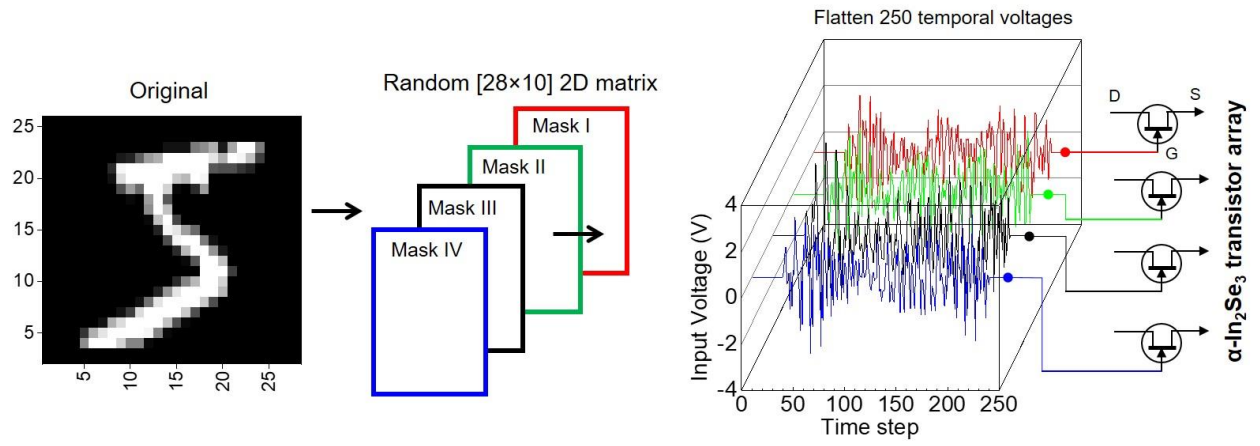 Original
25
20
15
10
5
5
10
15
20
25
Random [28×10] 2D matrix
Mask I
Mask II
Mask III
Mask IV
Flatten 250 temporal voltages
Input Voltage (V)
4
2
0
-2
-4
0 50 100 150 200 250
Time step
D S
G
α-In2Se3 transistor array